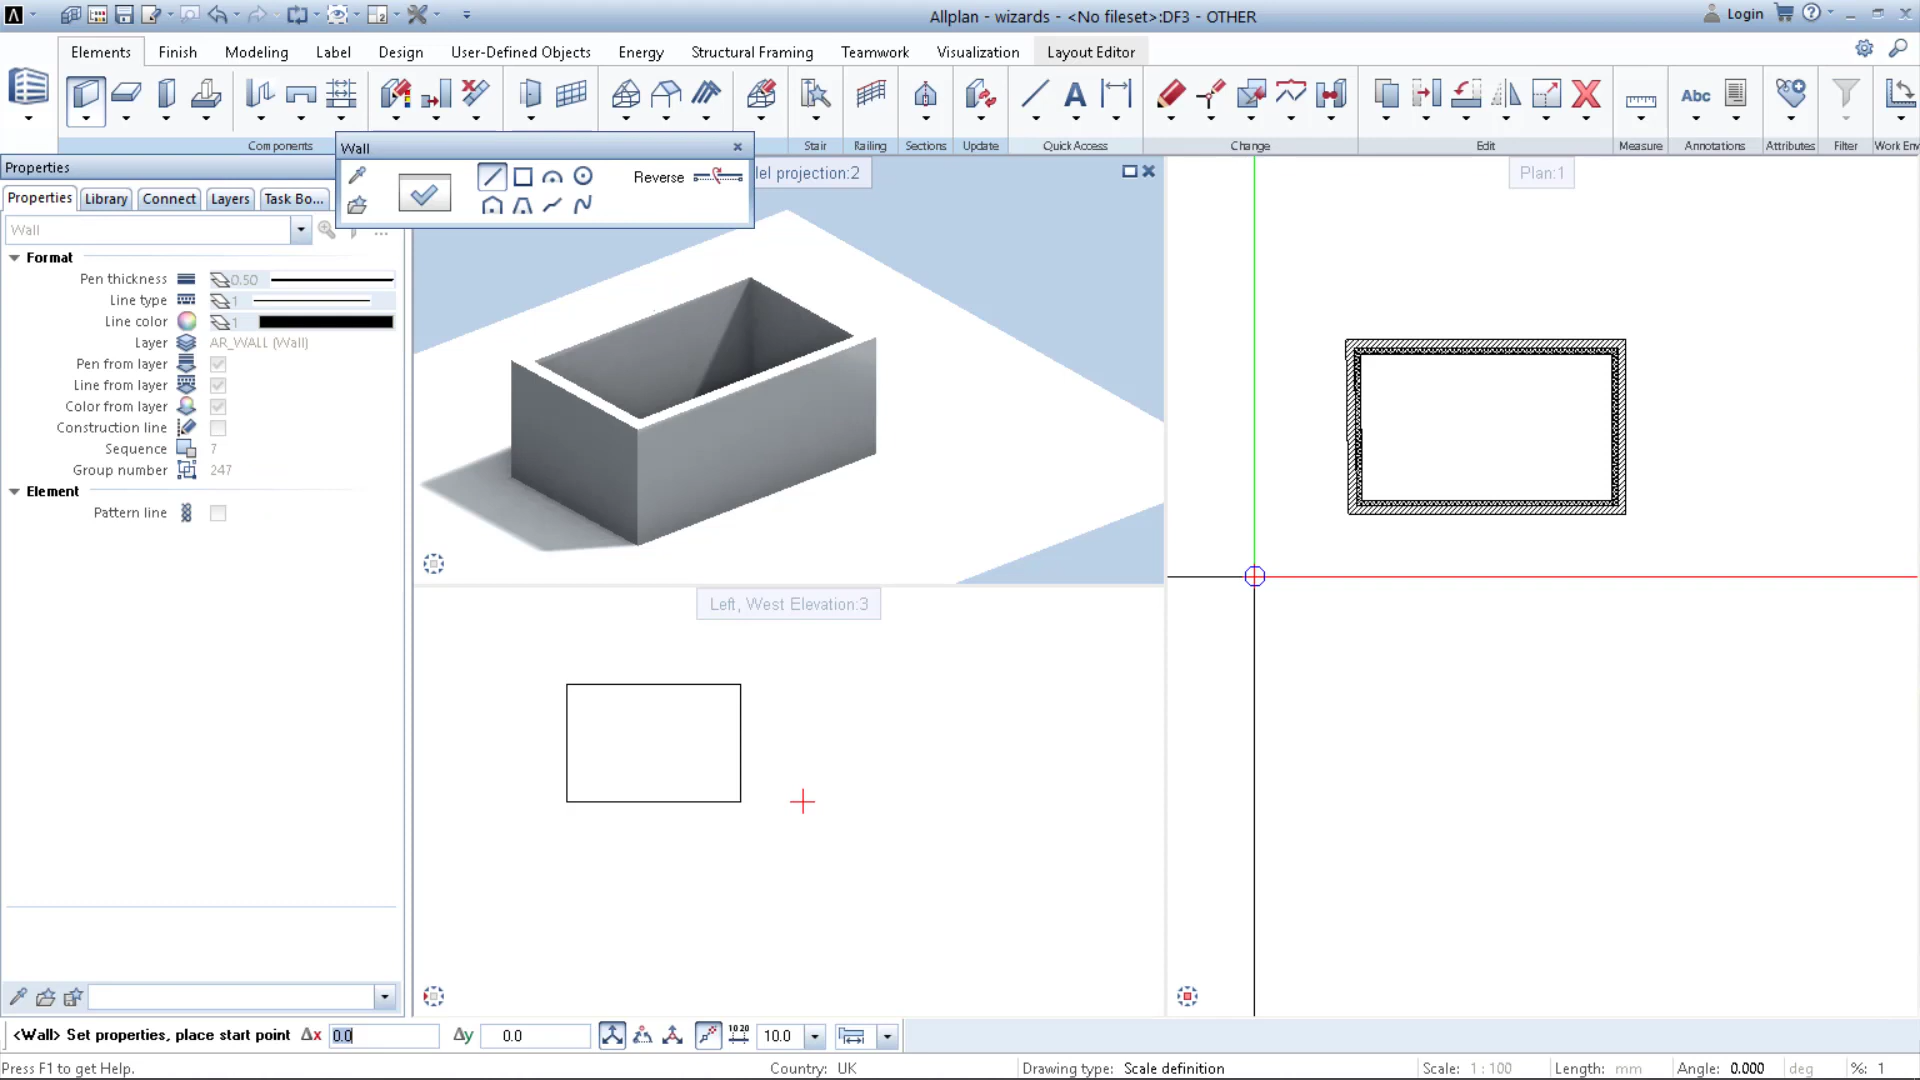 Allplan - wizards - <No fileset>:DF3 - OTHER
Login
Elements
Finish
Modeling
Label
Design
User-Defined Objects
Energy
Structural Framing
Teamwork
Visualization
Layout Editor
Abc
Components
Stair
Railing
Sections
Update
Quick Access
Change
Edit
Measure
Annotations
Attributes
Filter
Work Env
Wall
Reverse
Properties
Properties
Library
Connect
Layers
Task Bo...
Wall
Format
Pen thickness 0.50
Line type 1
Line color 1
Layer AR_WALL (Wall)
Pen from layer
Line from layer
Color from layer
Construction line
Sequence 7
Group number 247
Element
Pattern line
lel projection:2
Plan:1
Left, West Elevation:3
<Wall> Set properties, place start point Δx 0.0 Δy 0.0 10.0
Press F1 to get Help.
Country: UK
Drawing type: Scale definition
Scale: 1 : 100
Length: mm
Angle: 0.000 deg
%: 1